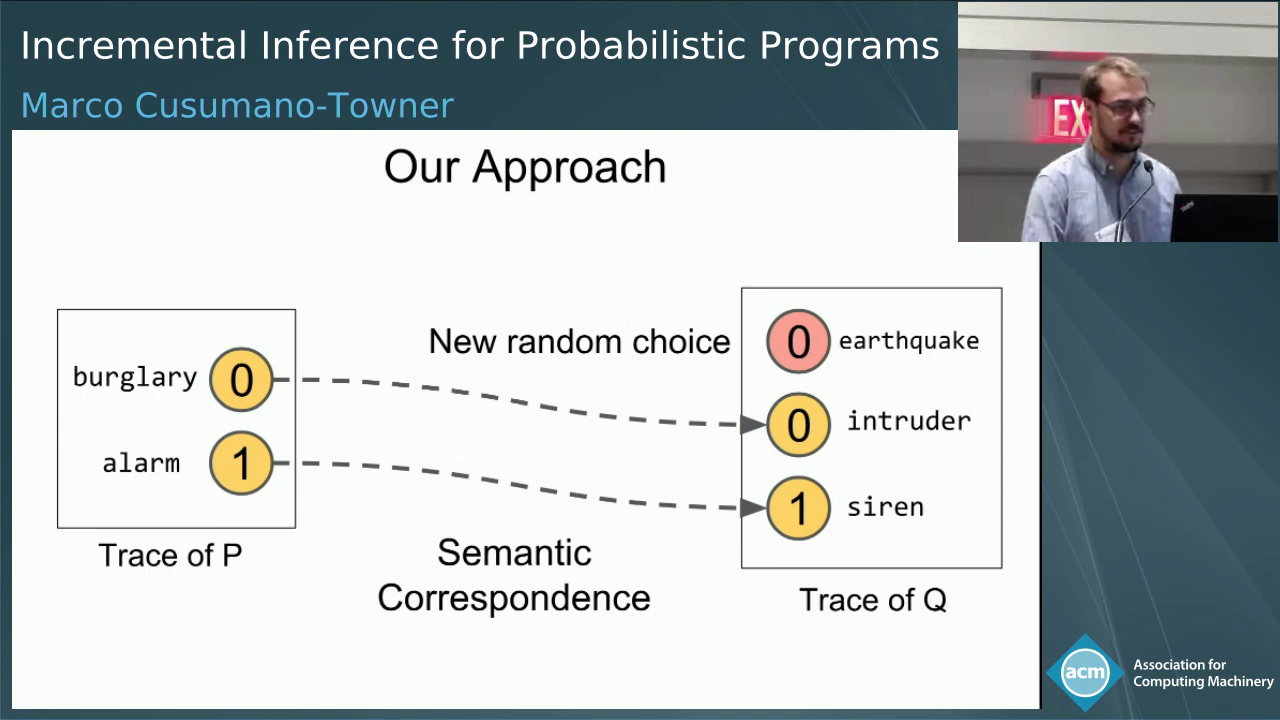 Incremental Inference for Probabilistic Programs
Marco Cusumano-Towner
EX
Our Approach
New random choice
0 earthquake
burglary 0
0 intruder
alarm 1
1 siren
Trace of P
Semantic
Correspondence
Trace of Q
acm
Association for
Computing Machinery